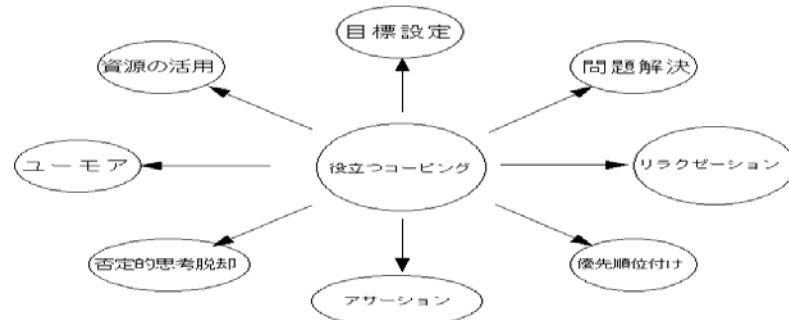 目標設定
資源の活用
問題解決
ユーモア
役立つコーピング
リラクゼーション
否定的思考脱却
優先順位付け
アサーション